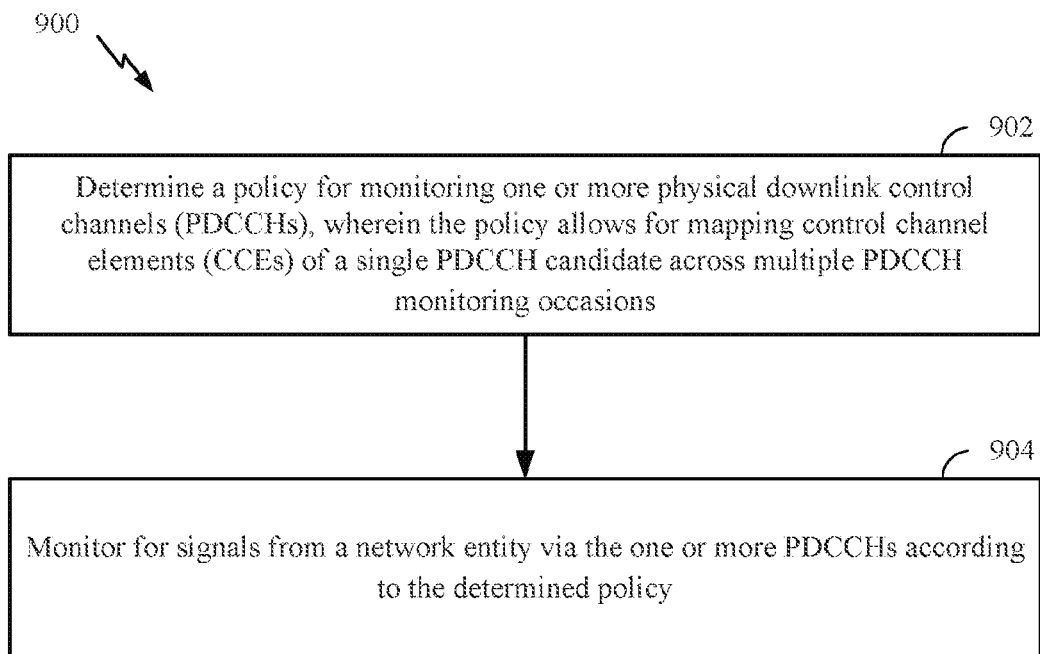 900
902
Determine a policy for monitoring one or more physical downlink control
channels (PDCCHs), wherein the policy allows for mapping control channel
elements (CCEs) of a single PDCCH candidate across multiple PDCCH
monitoring occasions
904
Monitor for signals from a network entity via the one or more PDCCHs according
to the determined policy